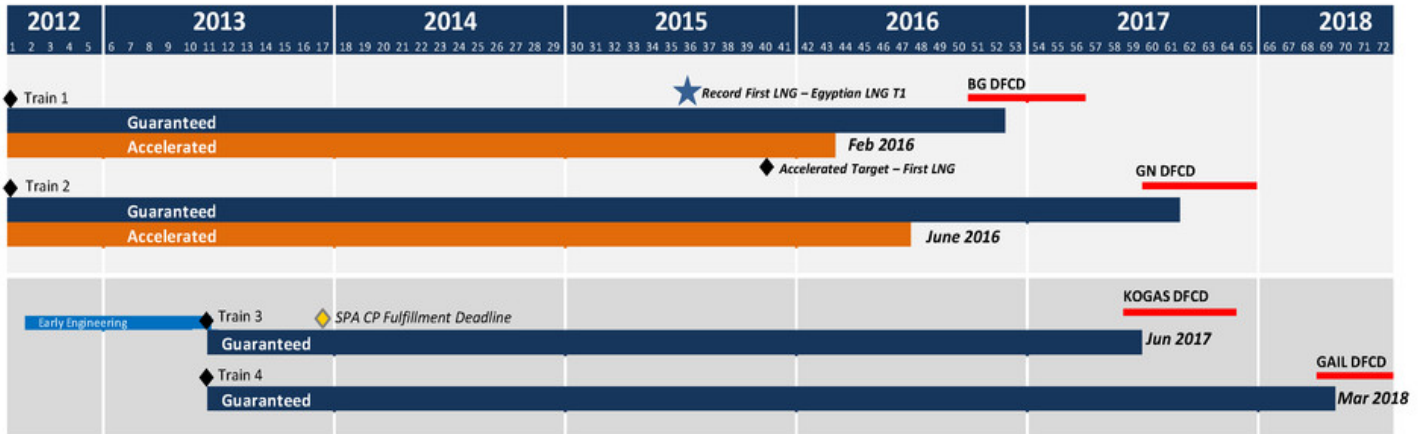 2012 2013 2014 2015 2016 2017 2018
1 2 3 4 5 6 7 8 9 10 11 12 13 14 15 16 17 18 19 20 21 22 23 24 25 26 27 28 29 30 31 32 33 34 35 36 37 38 39 40 41 42 43 44 45 46 47 48 49 50 51 52 53 54 55 56 57 58 59 60 61 62 63 64 65 66 67 68 69 70 71 72
BG DFCD
Train 1
Record First LNG – Egyptian LNG T1
Guaranteed
Accelerated
Feb 2016
Accelerated Target – First LNG
GN DFCD
Train 2
Guaranteed
Accelerated
June 2016
KOGAS DFCD
Early Engineering
Train 3
SPA CP Fulfillment Deadline
Guaranteed
Jun 2017
GAIL DFCD
Train 4
Guaranteed
Mar 2018